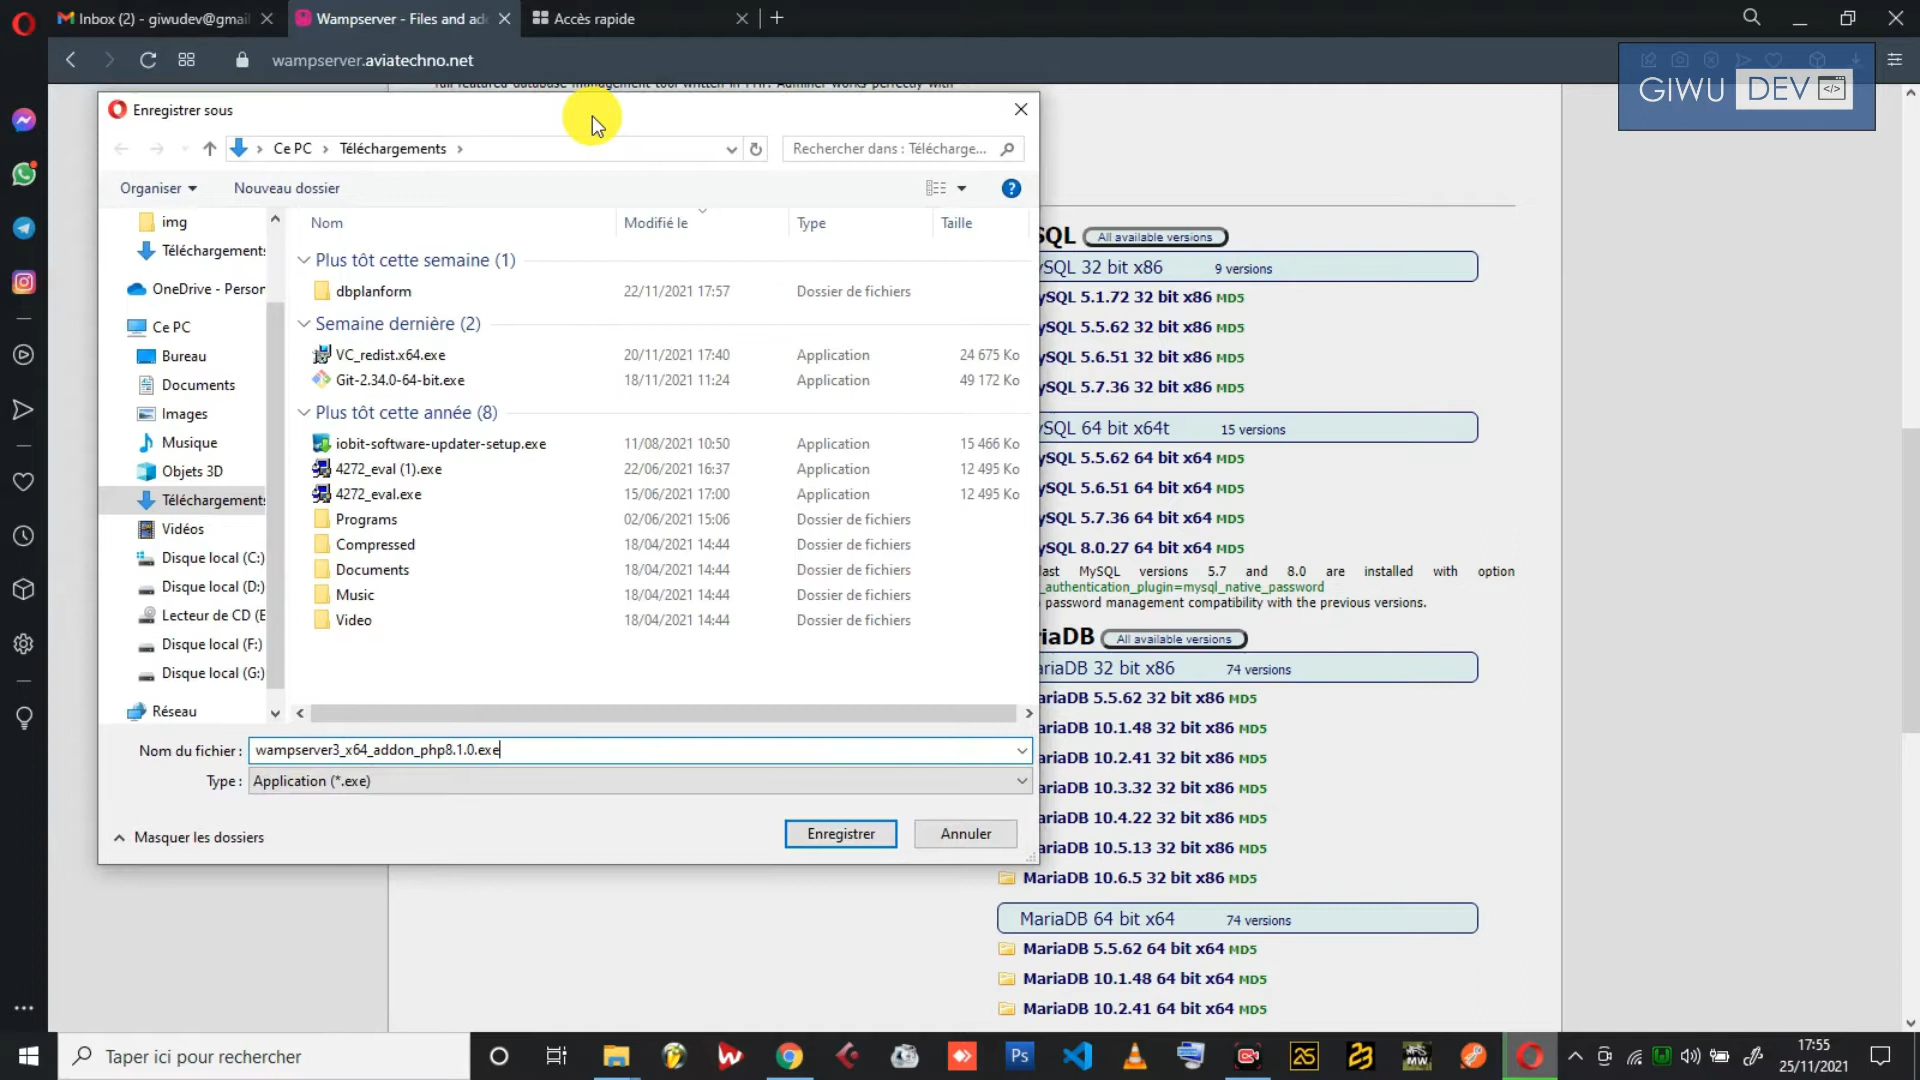 Inbox (2) - giwudev@gmail
Wampserver - Files and add
Accès rapide
wampserver.aviatechno.net
GIWU DEV
Enregistrer sous
Ce PC
Téléchargements
Rechercher dans : Télécharge...
Organiser
Nouveau dossier
Nom
Modifié le
Type
Taille
img
Téléchargements
OneDrive - Person
Ce PC
Bureau
Documents
Images
Musique
Objets 3D
Téléchargements
Vidéos
Disque local (C:)
Disque local (D:)
Lecteur de CD (E
Disque local (F:)
Disque local (G:)
Réseau
Plus tôt cette semaine (1)
dbplanform 22/11/2021 17:57 Dossier de fichiers
Semaine dernière (2)
VC_redist.x64.exe 20/11/2021 17:40 Application 24 675 Ko
Git-2.34.0-64-bit.exe 18/11/2021 11:24 Application 49 172 Ko
Plus tôt cette année (8)
iobit-software-updater-setup.exe 11/08/2021 10:50 Application 15 466 Ko
4272_eval (1).exe 22/06/2021 16:37 Application 12 495 Ko
4272_eval.exe 15/06/2021 17:00 Application 12 495 Ko
Programs 02/06/2021 15:06 Dossier de fichiers
Compressed 18/04/2021 14:44 Dossier de fichiers
Documents 18/04/2021 14:44 Dossier de fichiers
Music 18/04/2021 14:44 Dossier de fichiers
Video 18/04/2021 14:44 Dossier de fichiers
Nom du fichier : wampserver3_x64_addon_php8.1.0.exe
Type : Application (*.exe)
Masquer les dossiers
Enregistrer
Annuler
SQL All available versions
ySQL 32 bit x86 9 versions
ySQL 5.1.72 32 bit x86 MD5
ySQL 5.5.62 32 bit x86 MD5
ySQL 5.6.51 32 bit x86 MD5
ySQL 5.7.36 32 bit x86 MD5
ySQL 64 bit x64t 15 versions
ySQL 5.5.62 64 bit x64 MD5
ySQL 5.6.51 64 bit x64 MD5
ySQL 5.7.36 64 bit x64 MD5
ySQL 8.0.27 64 bit x64 MD5
last MySQL versions 5.7 and 8.0 are installed with option
_authentication_plugin=mysql_native_password
password management compatibility with the previous versions.
iaDB All available versions
ariaDB 32 bit x86 74 versions
ariaDB 5.5.62 32 bit x86 MD5
ariaDB 10.1.48 32 bit x86 MD5
ariaDB 10.2.41 32 bit x86 MD5
ariaDB 10.3.32 32 bit x86 MD5
ariaDB 10.4.22 32 bit x86 MD5
ariaDB 10.5.13 32 bit x86 MD5
MariaDB 10.6.5 32 bit x86 MD5
MariaDB 64 bit x64 74 versions
MariaDB 5.5.62 64 bit x64 MD5
MariaDB 10.1.48 64 bit x64 MD5
MariaDB 10.2.41 64 bit x64 MD5
Taper ici pour rechercher
Ps
17:55
25/11/2021